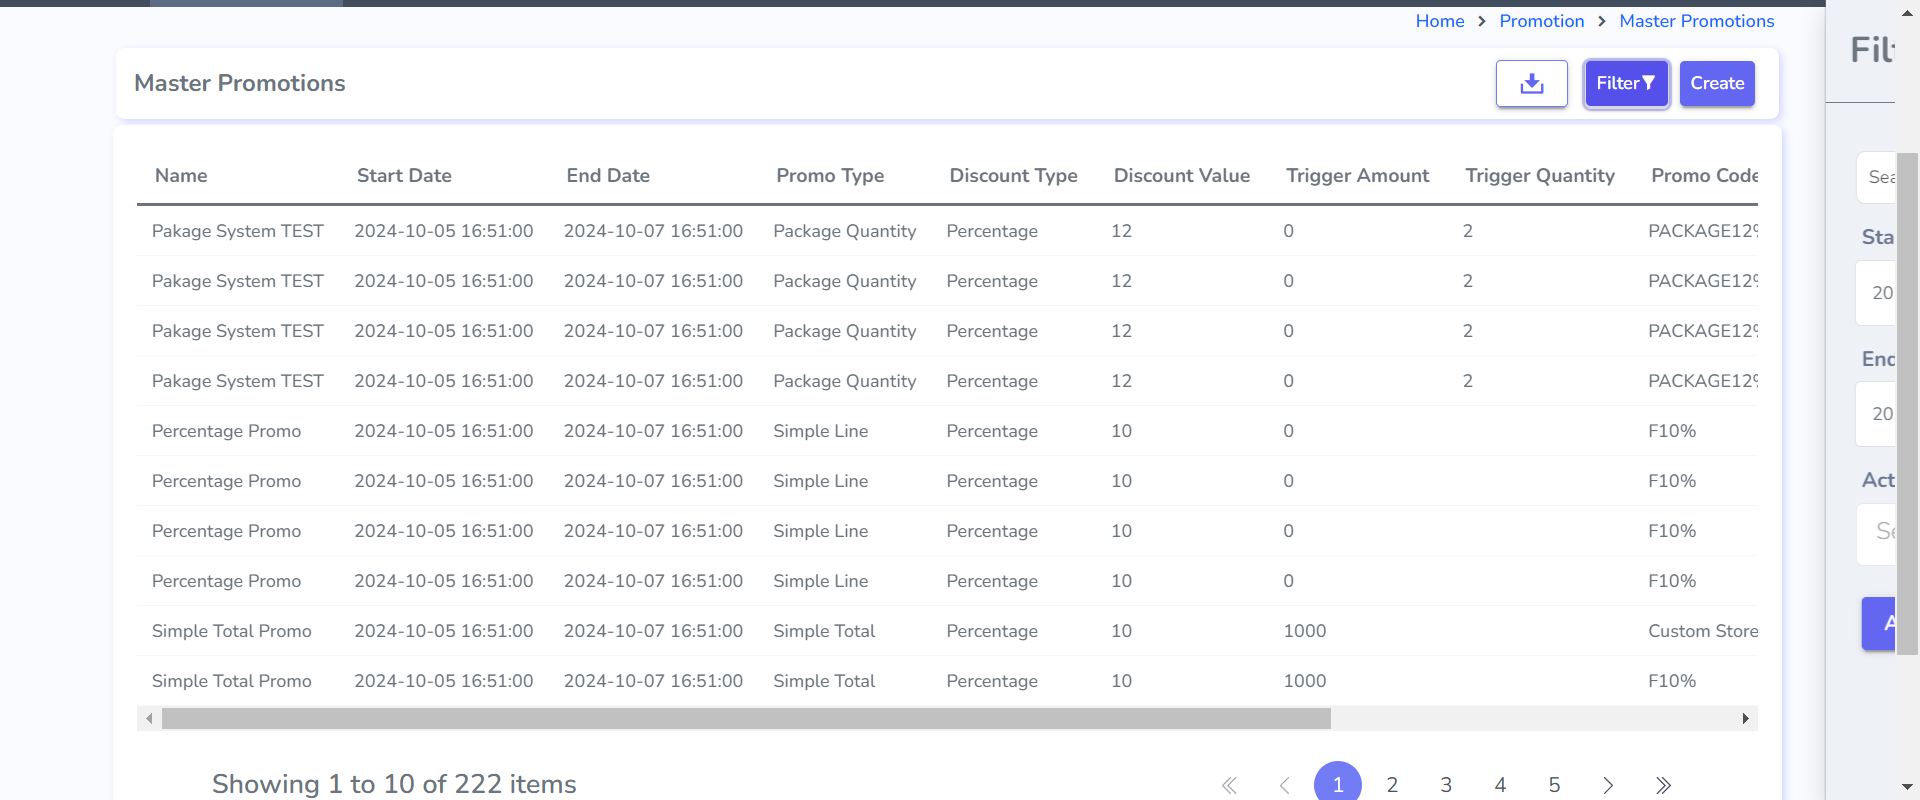 Home > Promotion > Master Promotions
Master Promotions
Filter
Create
Name Start Date End Date Promo Type Discount Type Discount Value Trigger Amount Trigger Quantity Promo Code
Pakage System TEST 2024-10-05 16:51:00 2024-10-07 16:51:00 Package Quantity Percentage 12 0 2 PACKAGE12%
Pakage System TEST 2024-10-05 16:51:00 2024-10-07 16:51:00 Package Quantity Percentage 12 0 2 PACKAGE12%
Pakage System TEST 2024-10-05 16:51:00 2024-10-07 16:51:00 Package Quantity Percentage 12 0 2 PACKAGE12%
Pakage System TEST 2024-10-05 16:51:00 2024-10-07 16:51:00 Package Quantity Percentage 12 0 2 PACKAGE12%
Percentage Promo 2024-10-05 16:51:00 2024-10-07 16:51:00 Simple Line Percentage 10 0 F10%
Percentage Promo 2024-10-05 16:51:00 2024-10-07 16:51:00 Simple Line Percentage 10 0 F10%
Percentage Promo 2024-10-05 16:51:00 2024-10-07 16:51:00 Simple Line Percentage 10 0 F10%
Percentage Promo 2024-10-05 16:51:00 2024-10-07 16:51:00 Simple Line Percentage 10 0 F10%
Simple Total Promo 2024-10-05 16:51:00 2024-10-07 16:51:00 Simple Total Percentage 10 1000 Custom Store
Simple Total Promo 2024-10-05 16:51:00 2024-10-07 16:51:00 Simple Total Percentage 10 1000 F10%
Showing 1 to 10 of 222 items
« < 1 2 3 4 5 > »
Sea
Sta
20
End
20
Act
Se
A